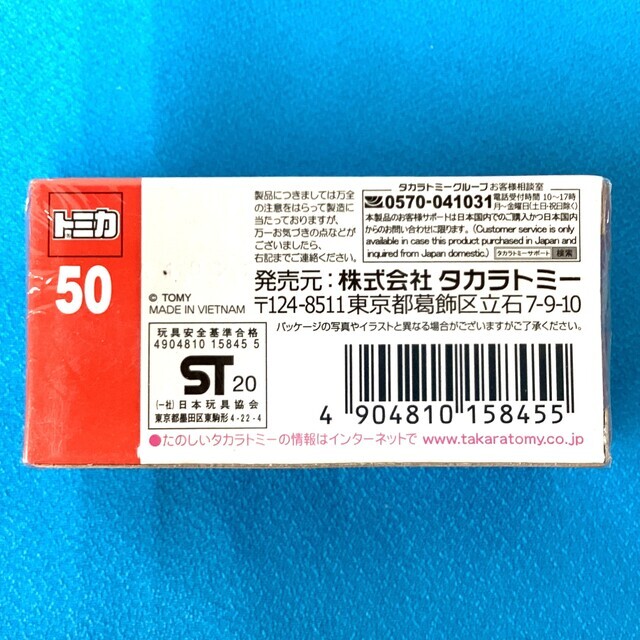 トミカ
50
製品につきましては万全
の注意をはらって製造に
当たっておりますが、
万一お気づきの点などが
ございましたら、
右記までご連絡ください。
© TOMY
MADE IN VIETNAM
タカラトミーグループ お客様相談室
0570-041031
電話受付時間 10〜17時
月〜金曜日(土・日・祝日除く)
本製品のお客様サポートは日本国内でのご購入かつ日本国内
からのお問い合わせに限ります。(Customer service is only
available in case this product purchased in Japan and
inquired from Japan domestic.)
タカラトミーサポート 検索
発売元:株式会社 タカラトミー
〒124-8511 東京都葛飾区立石7-9-10
パッケージの写真やイラストと異なる場合がございますがご了承ください。
玩具安全基準合格
4904810 15845 5
ST 20
(一社)日本玩具協会
東京都墨田区東駒形4-22-4
4 904810 158455
●たのしいタカラトミーの情報はインターネットで www.takaratomy.co.jp